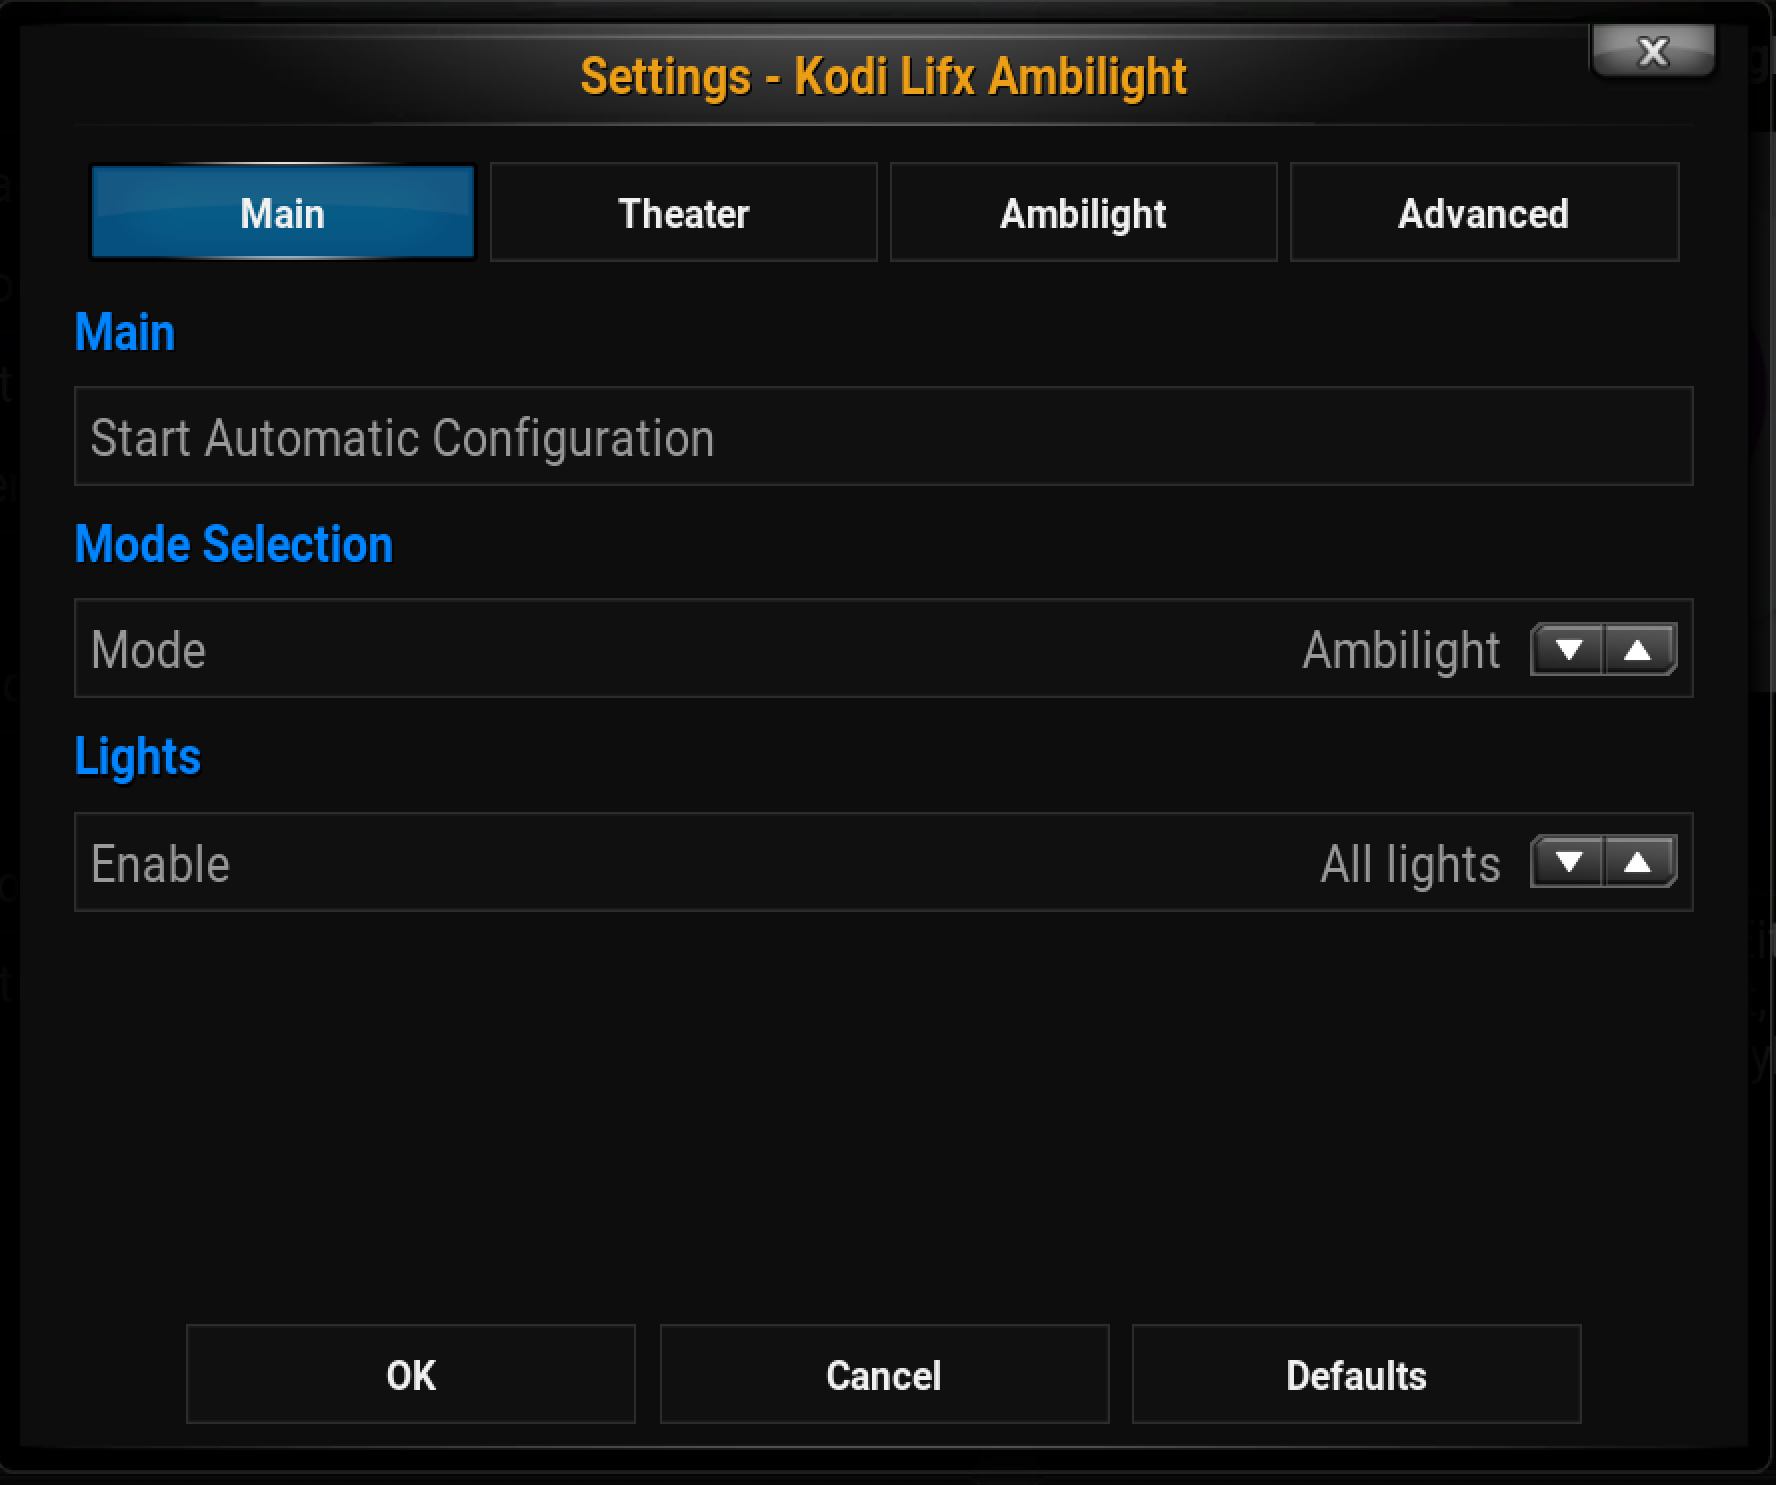 Settings - Kodi Lifx Ambilight
x
Main
Theater
Ambilight
Advanced
Main
Start Automatic Configuration
Mode Selection
Mode Ambilight
Lights
Enable All lights
OK
Cancel
Defaults